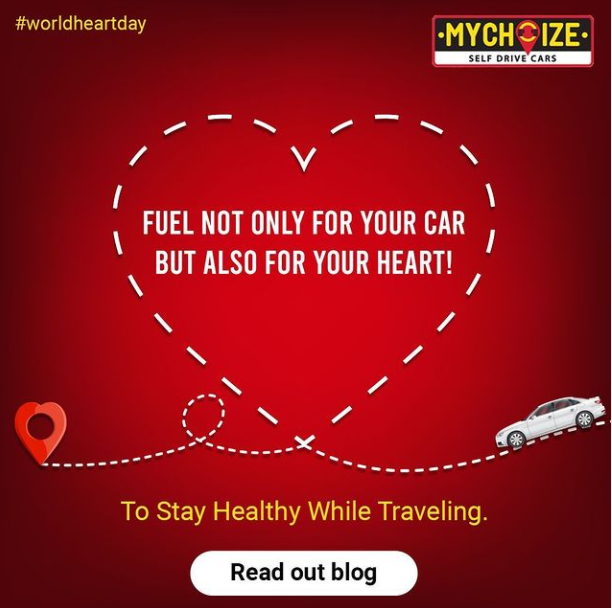 #worldheartday
MYCHOIZE
SELF DRIVE CARS
FUEL NOT ONLY FOR YOUR CAR
BUT ALSO FOR YOUR HEART!
To Stay Healthy While Traveling.
Read out blog